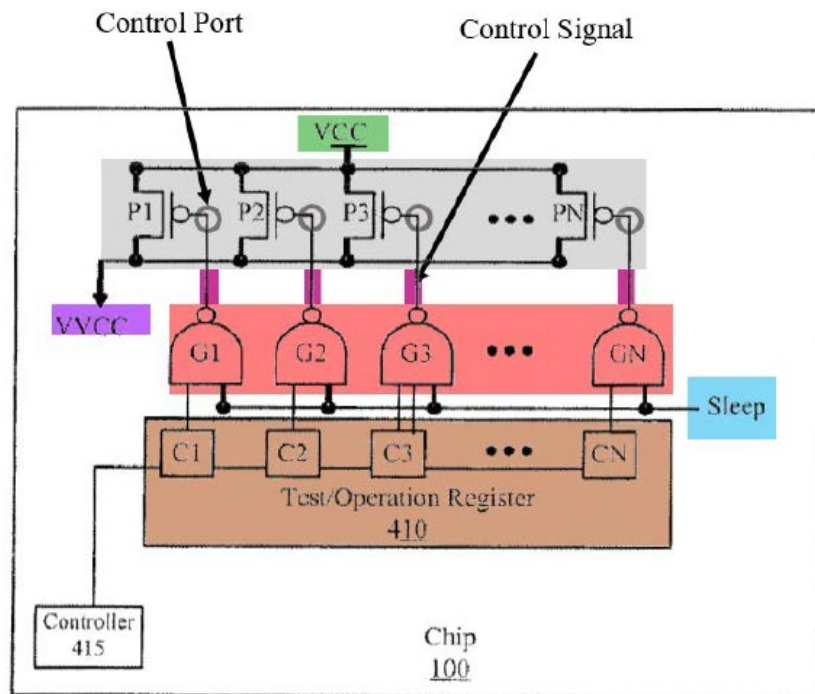 Control Port
Control Signal
VCC
P1 P2 P3 ••• PN
VVCC
G1 G2 G3 ••• GN
Sleep
C1 C2 C3 ••• CN
Test/Operation Register
410
Controller
415
Chip
100